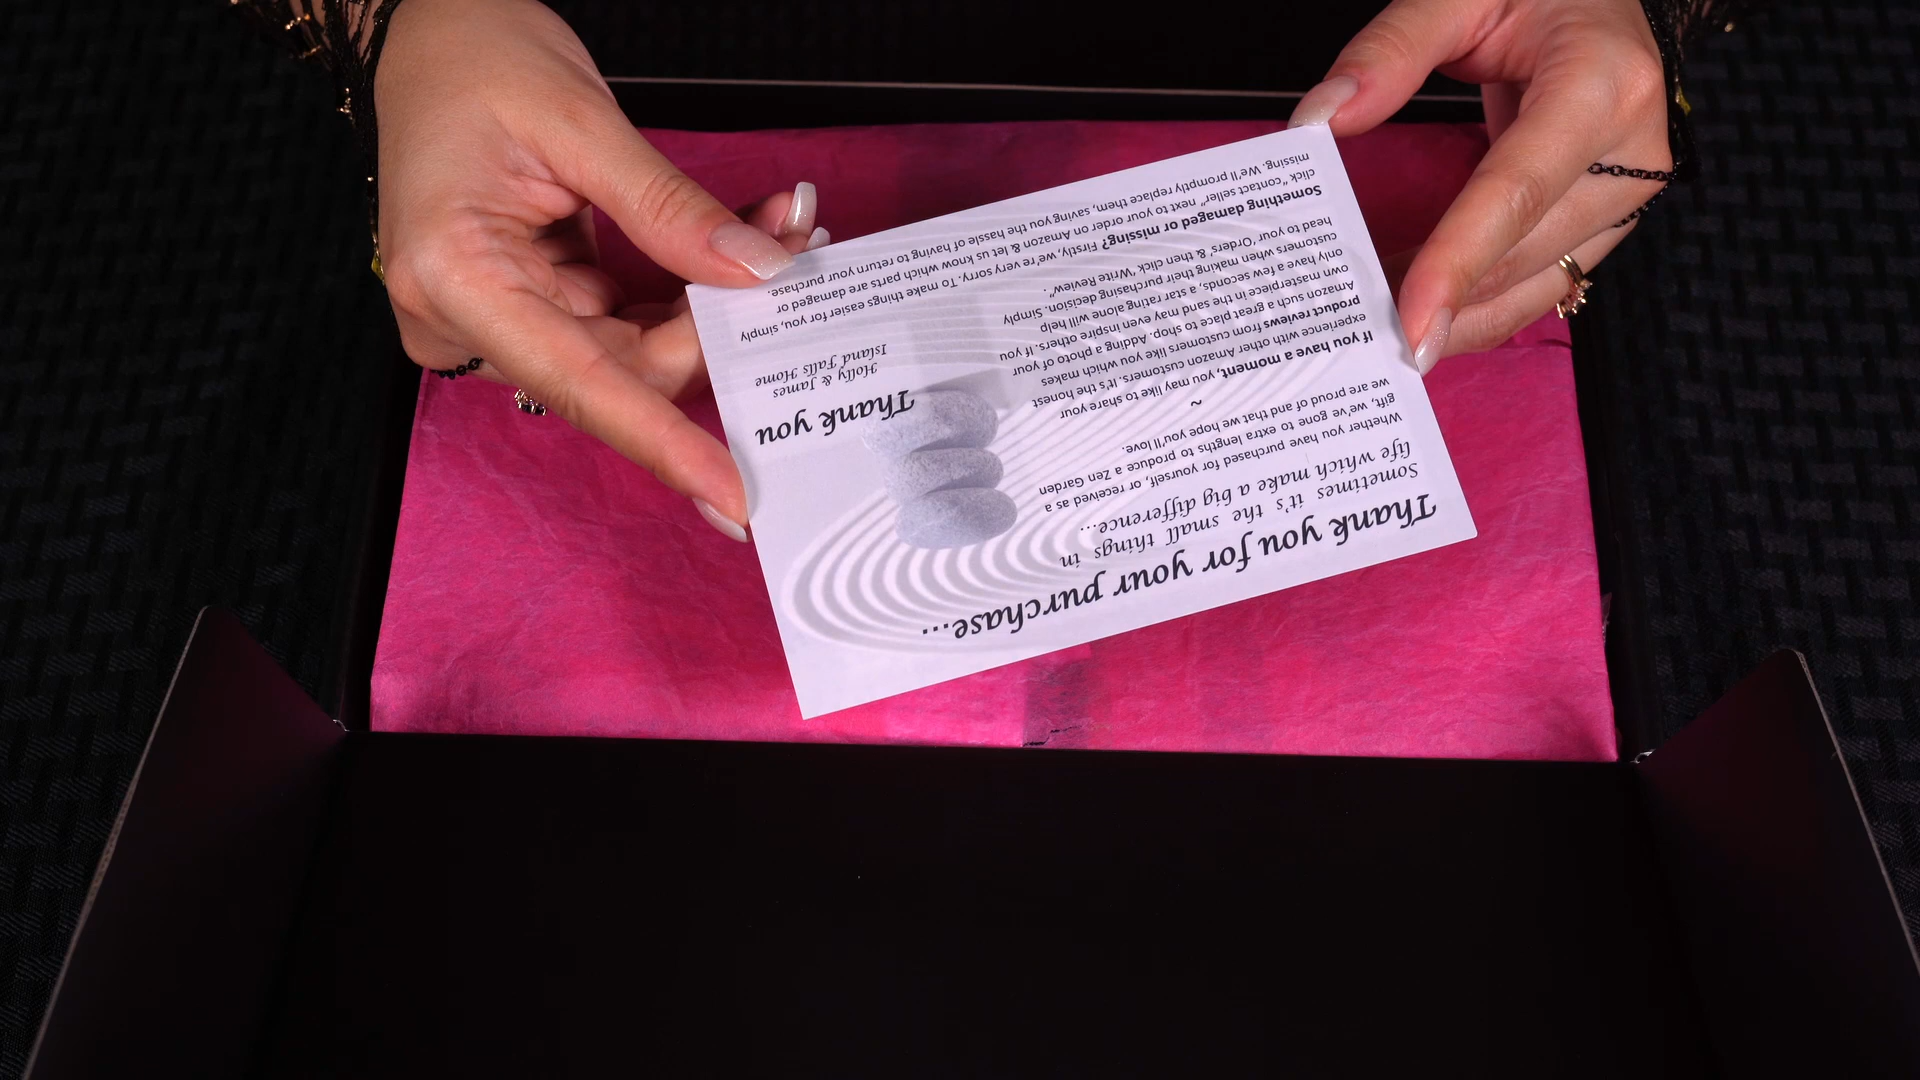 Thank you for your purchase...
Sometimes it's the small things in
life which make a big difference...
Whether you have purchased for yourself, or received as a
gift, we've gone to extra lengths to produce a Zen Garden
we are proud of and that we hope you'll love.
~
If you have a moment, you may like to share your
experience with other Amazon customers. It's the honest
product reviews from customers like you which makes
Amazon such a great place to shop. Adding a photo of your
own masterpiece in the sand may even inspire others. If you
only have a few seconds, a star rating alone will help
customers when making their purchasing decision. Simply
head to your 'Orders' & then click 'Write Review'.
Thank you
Holly & James
Island Falls Home
Something damaged or missing? Firstly, we're very sorry. To make things easier for you, simply
click "contact seller" next to your order on Amazon & let us know which parts are damaged or
missing. We'll promptly replace them, saving you the hassle of having to return your purchase.